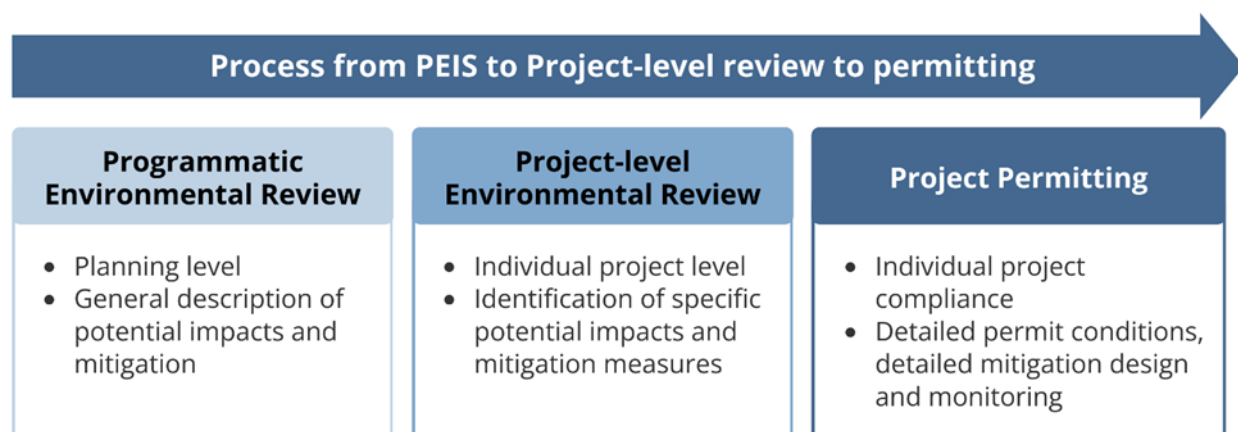 Process from PEIS to Project-level review to permitting
Programmatic
Environmental Review
• Planning level
• General description of
potential impacts and
mitigation
Project-level
Environmental Review
• Individual project level
• Identification of specific
potential impacts and
mitigation measures
Project Permitting
• Individual project
compliance
• Detailed permit conditions,
detailed mitigation design
and monitoring